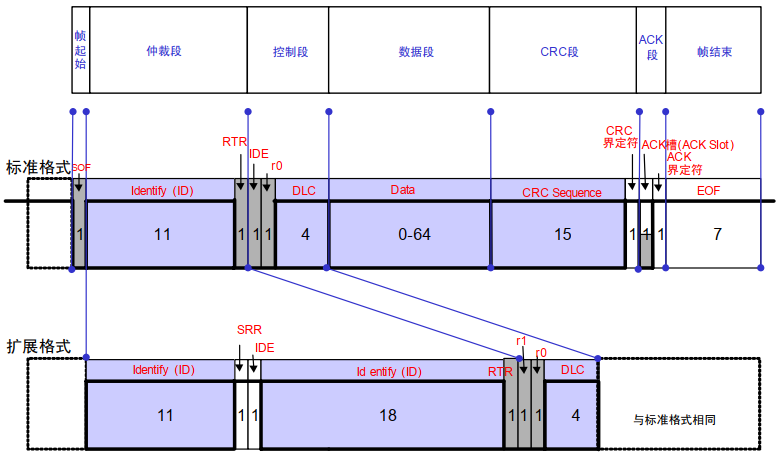 帧起始
仲裁段
控制段
数据段
CRC段
ACK段
帧结束
标准格式
SOF
RTR
IDE
r0
CRC
界定符
ACK槽(ACK Slot)
ACK
界定符
Identify (ID)
DLC
Data
CRC Sequence
EOF
1
11
1
1
1
4
0-64
15
1
1
1
7
扩展格式
SRR
IDE
r1
r0
Identify (ID)
Id entify (ID)
RTR
DLC
11
1
1
18
1
1
1
4
与标准格式相同